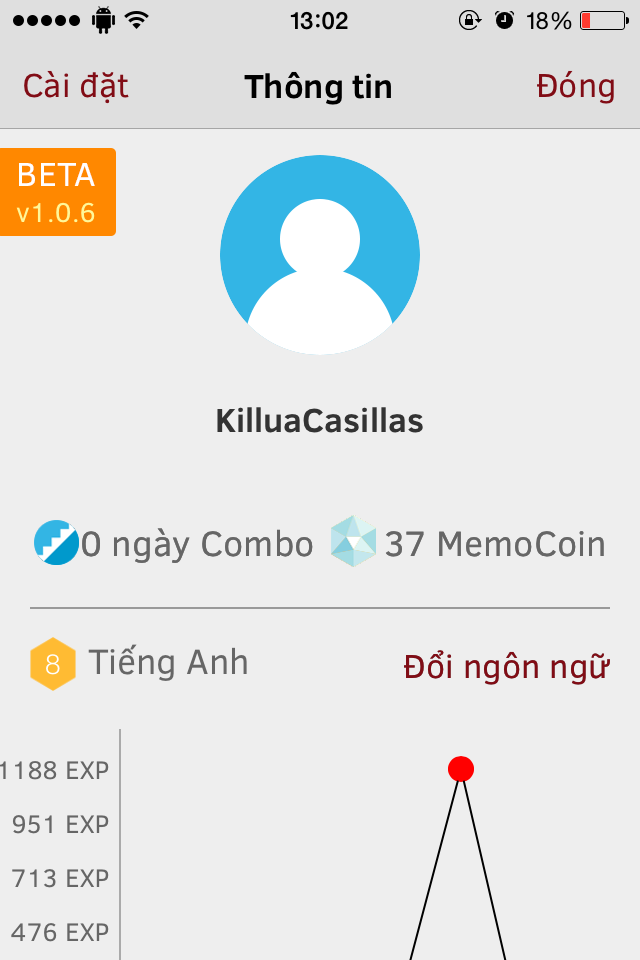 13:02
18%
Cài đặt
Thông tin
Đóng
BETA
v1.0.6
KilluaCasillas
0 ngày Combo
37 MemoCoin
8
Tiếng Anh
Đổi ngôn ngữ
1188 EXP
951 EXP
713 EXP
476 EXP